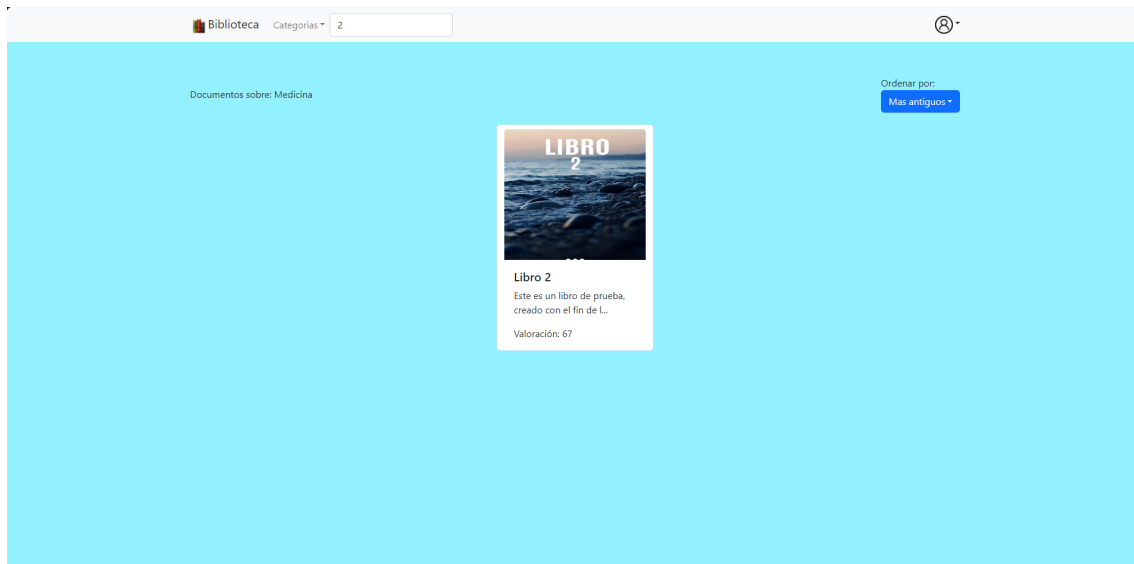 Biblioteca Categorias 2
Ordenar por:
Documentos sobre: Medicina
Mas antiguos
LIBRO
2
Libro 2
Este es un libro de prueba,
creado con el fin de l...
Valoración: 67